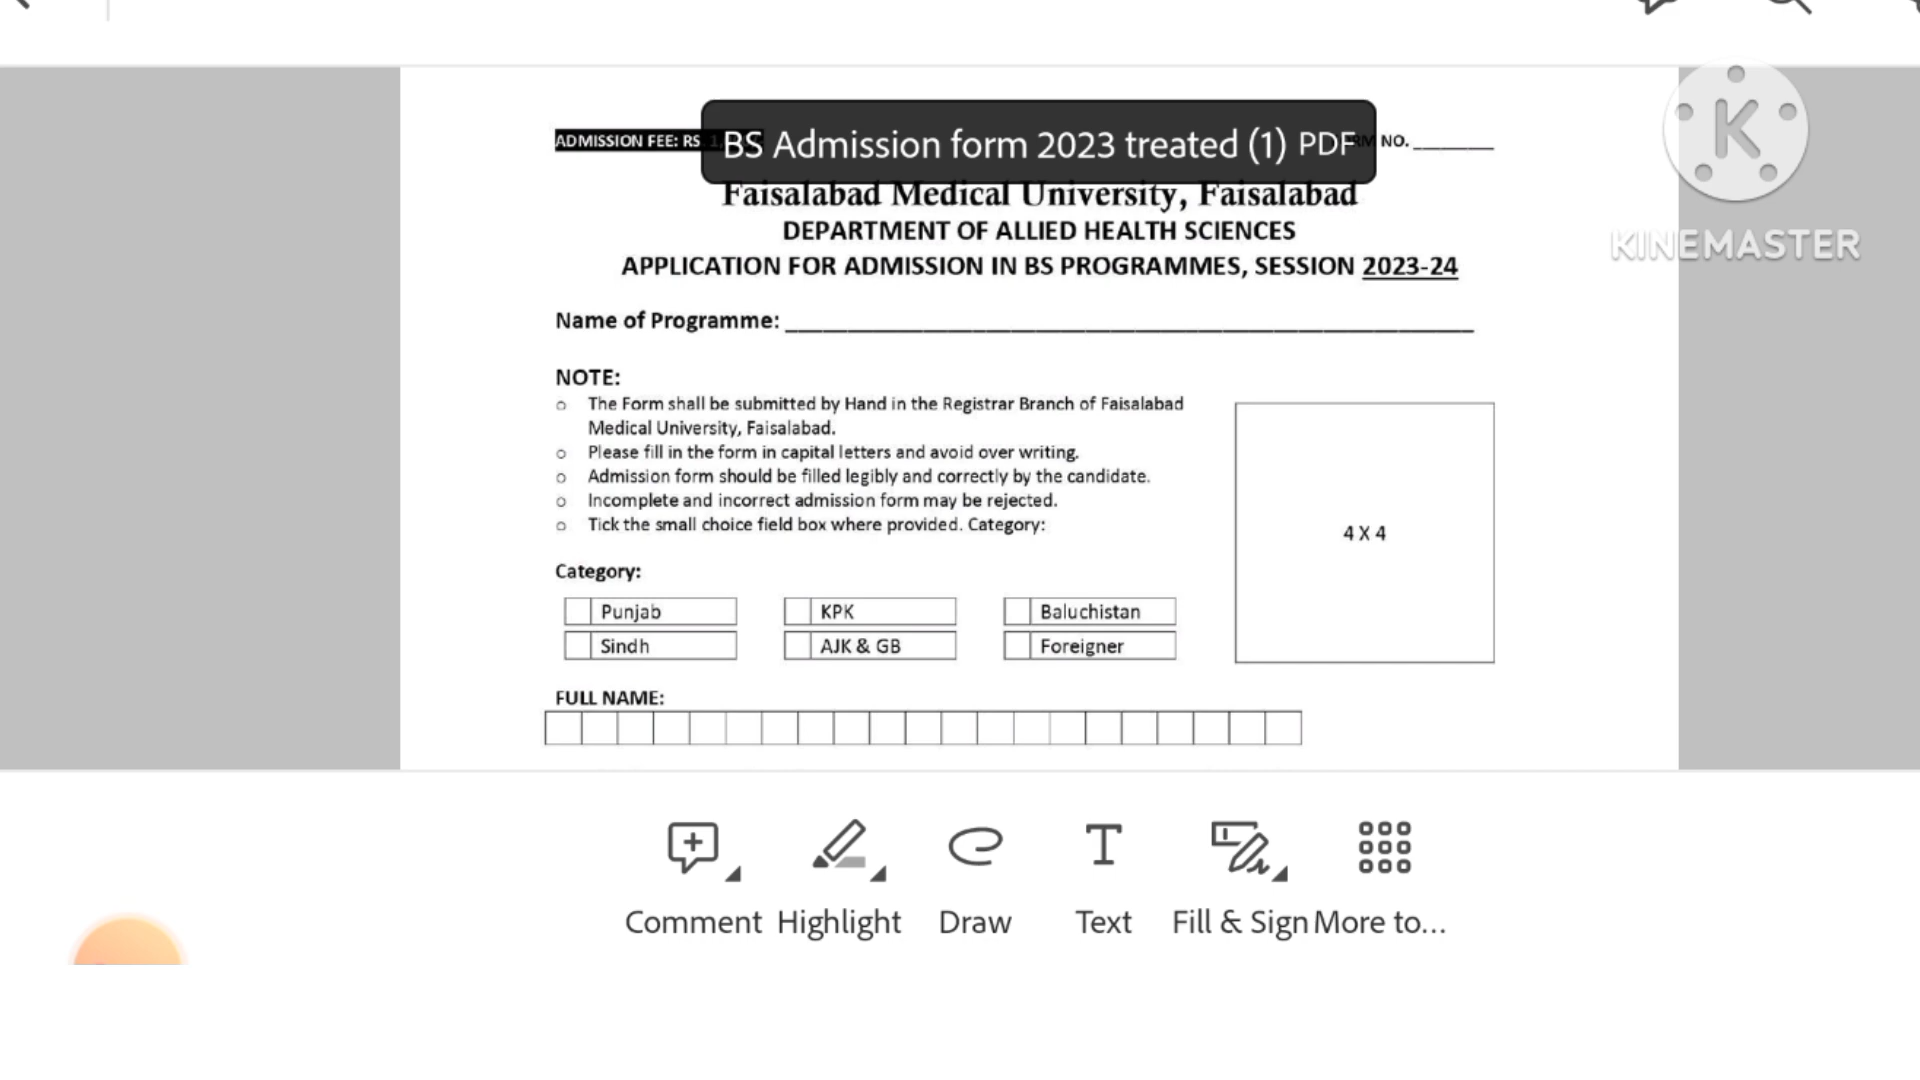 ADMISSION FEE: RS
BS Admission form 2023 treated (1) PDF
NO. ________
Faisalabad Medical University, Faisalabad
DEPARTMENT OF ALLIED HEALTH SCIENCES
APPLICATION FOR ADMISSION IN BS PROGRAMMES, SESSION 2023-24
K
KINEMASTER
Name of Programme: ____________________
NOTE:
o The Form shall be submitted by Hand in the Registrar Branch of Faisalabad
Medical University, Faisalabad.
o Please fill in the form in capital letters and avoid over writing.
o Admission form should be filled legibly and correctly by the candidate.
o Incomplete and incorrect admission form may be rejected.
o Tick the small choice field box where provided. Category:
4 X 4
Category:
Punjab KPK Baluchistan
Sindh AJK & GB Foreigner
FULL NAME:
Comment Highlight Draw Text Fill & Sign More to...